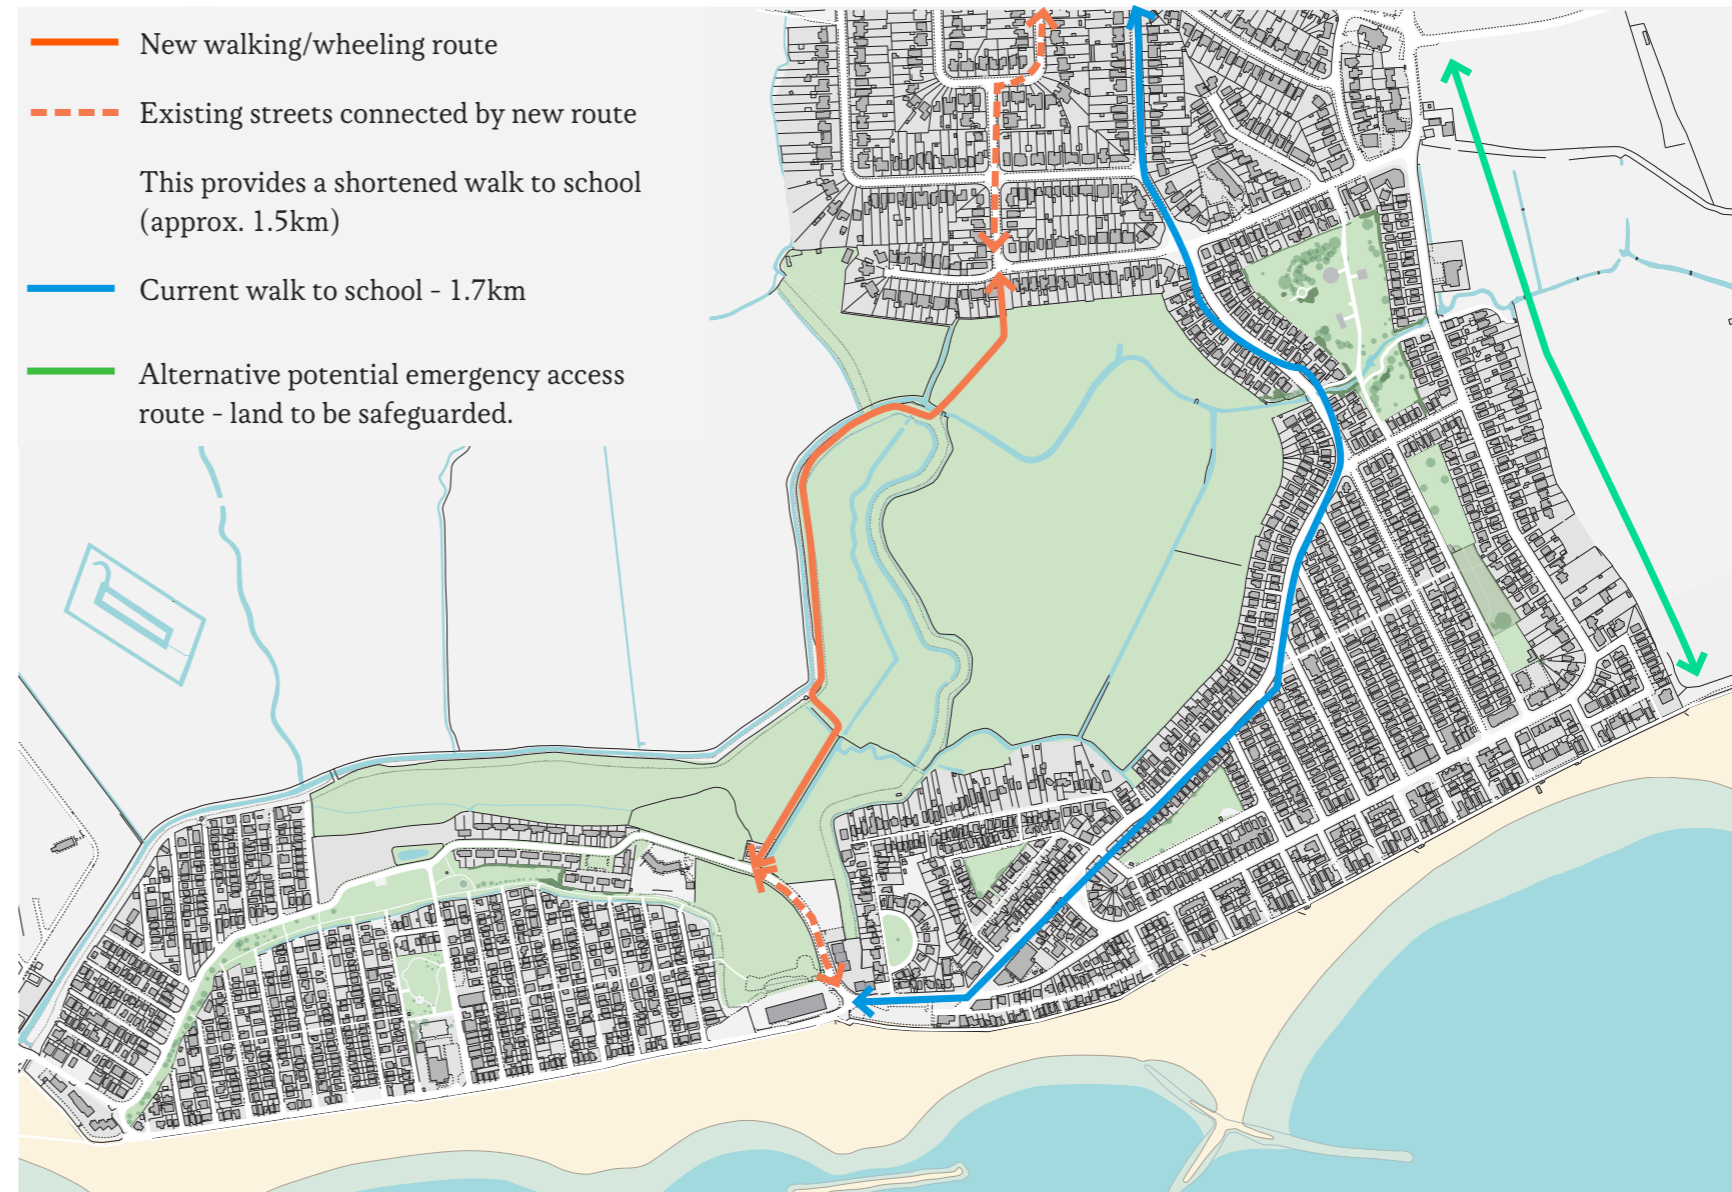 New walking/wheeling route
Existing streets connected by new route
This provides a shortened walk to school
(approx. 1.5km)
Current walk to school - 1.7km
Alternative potential emergency access
route - land to be safeguarded.